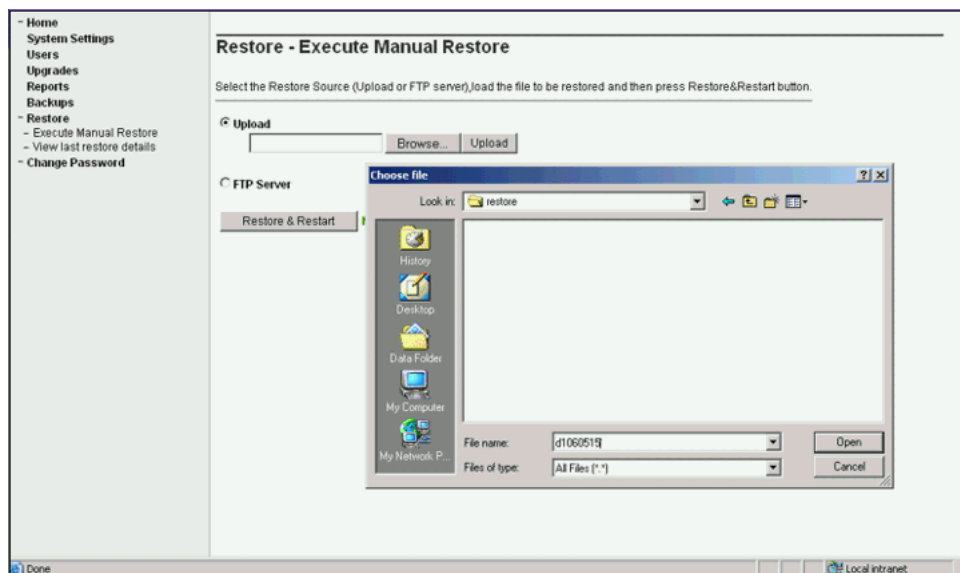 − Home
System Settings
Users
Upgrades
Reports
Backups
− Restore
− Execute Manual Restore
− View last restore details
− Change Password
Restore - Execute Manual Restore
Select the Restore Source (Upload or FTP server),load the file to be restored and then press Restore&Restart button.
Upload
Browse... Upload
FTP Server
Restore & Restart
Choose file
Look in: restore
History
Desktop
Data Folder
My Computer
My Network P...
File name: d1060515 Open
Files of type: All Files (*.*) Cancel
Done Local intranet